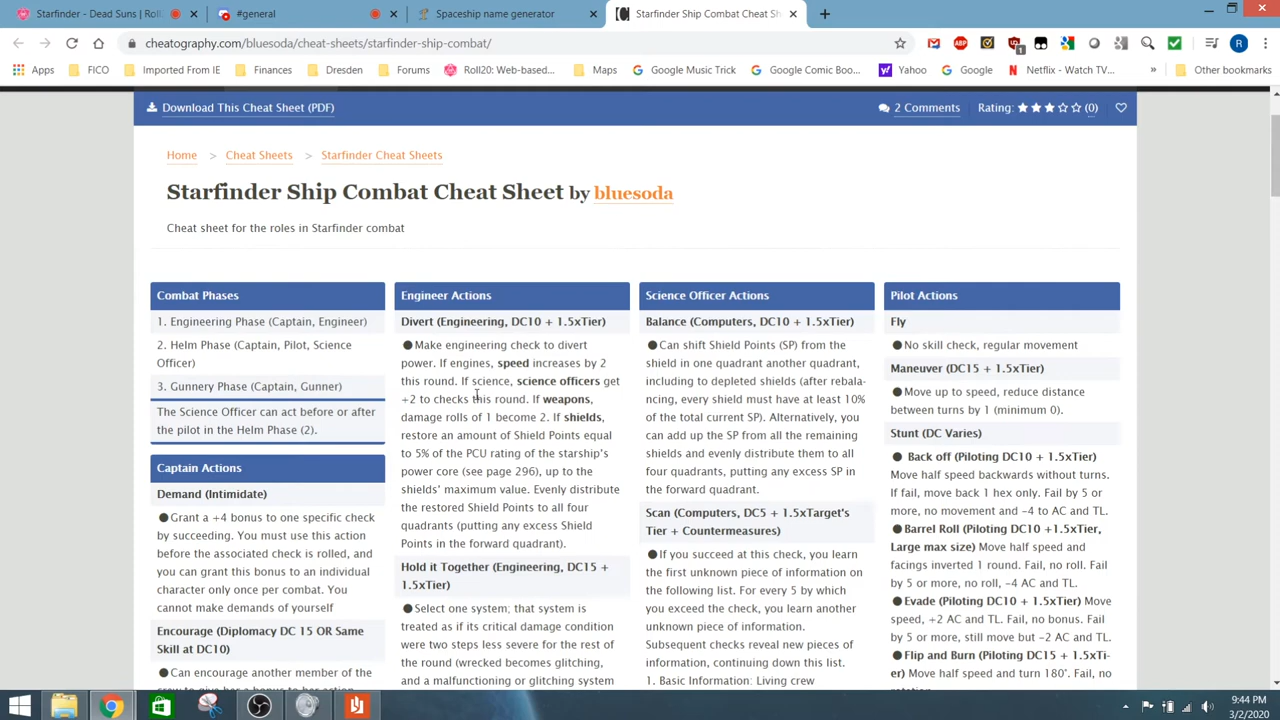 Starfinder - Dead Suns | Roll
#general
Spaceship name generator
Starfinder Ship Combat Cheat Sh
cheatography.com/bluesoda/cheat-sheets/starfinder-ship-combat/
Apps
FICO
Imported From IE
Finances
Dresden
Forums
Roll20: Web-based...
Maps
Google Music Trick
Google Comic Boo...
Yahoo
Google
Netflix - Watch TV...
»
Other bookmarks
Download This Cheat Sheet (PDF)
2 Comments
Rating:
(0)
Home > Cheat Sheets > Starfinder Cheat Sheets
Starfinder Ship Combat Cheat Sheet by bluesoda
Cheat sheet for the roles in Starfinder combat
Combat Phases
1. Engineering Phase (Captain, Engineer)
2. Helm Phase (Captain, Pilot, Science
Officer)
3. Gunnery Phase (Captain, Gunner)
The Science Officer can act before or after
the pilot in the Helm Phase (2).
Captain Actions
Demand (Intimidate)
●Grant a +4 bonus to one specific check
by succeeding. You must use this action
before the associated check is rolled, and
you can grant this bonus to an individual
character only once per combat. You
cannot make demands of yourself
Encourage (Diplomacy DC 15 OR Same
Skill at DC10)
●Can encourage another member of the
crew to give her a bonus to her action
Engineer Actions
Divert (Engineering, DC10 + 1.5xTier)
●Make engineering check to divert
power. If engines, speed increases by 2
this round. If science, science officers get
+2 to checks this round. If weapons,
damage rolls of 1 become 2. If shields,
restore an amount of Shield Points equal
to 5% of the PCU rating of the starship's
power core (see page 296), up to the
shields' maximum value. Evenly distribute
the restored Shield Points to all four
quadrants (putting any excess Shield
Points in the forward quadrant).
Hold it Together (Engineering, DC15 +
1.5xTier)
●Select one system; that system is
treated as if its critical damage condition
were two steps less severe for the rest of
the round (wrecked becomes glitching,
and a malfunctioning or glitching system
Science Officer Actions
Balance (Computers, DC10 + 1.5xTier)
●Can shift Shield Points (SP) from the
shield in one quadrant another quadrant,
including to depleted shields (after rebala-
ncing, every shield must have at least 10%
of the total current SP). Alternatively, you
can add up the SP from all the remaining
shields and evenly distribute them to all
four quadrants, putting any excess SP in
the forward quadrant.
Scan (Computers, DC5 + 1.5xTarget's
Tier + Countermeasures)
●If you succeed at this check, you learn
the first unknown piece of information on
the following list. For every 5 by which
you exceed the check, you learn another
unknown piece of information.
Subsequent checks reveal new pieces of
information, continuing down this list.
1. Basic Information: Living crew
Pilot Actions
Fly
●No skill check, regular movement
Maneuver (DC15 + 1.5xTier)
●Move up to speed, reduce distance
between turns by 1 (minimum 0).
Stunt (DC Varies)
● Back off (Piloting DC10 + 1.5xTier)
Move half speed backwards without turns.
If fail, move back 1 hex only. Fail by 5 or
more, no movement and -4 to AC and TL.
●Barrel Roll (Piloting DC10 +1.5xTier,
Large max size) Move half speed and
facings inverted 1 round. Fail, no roll. Fail
by 5 or more, no roll, -4 AC and TL.
●Evade (Piloting DC10 + 1.5xTier) Move
speed, +2 AC and TL. Fail, no bonus. Fail
by 5 or more, still move but -2 AC and TL.
●Flip and Burn (Piloting DC15 + 1.5xTi-
er) Move half speed and turn 180°. Fail, no
9:44 PM
3/2/2020